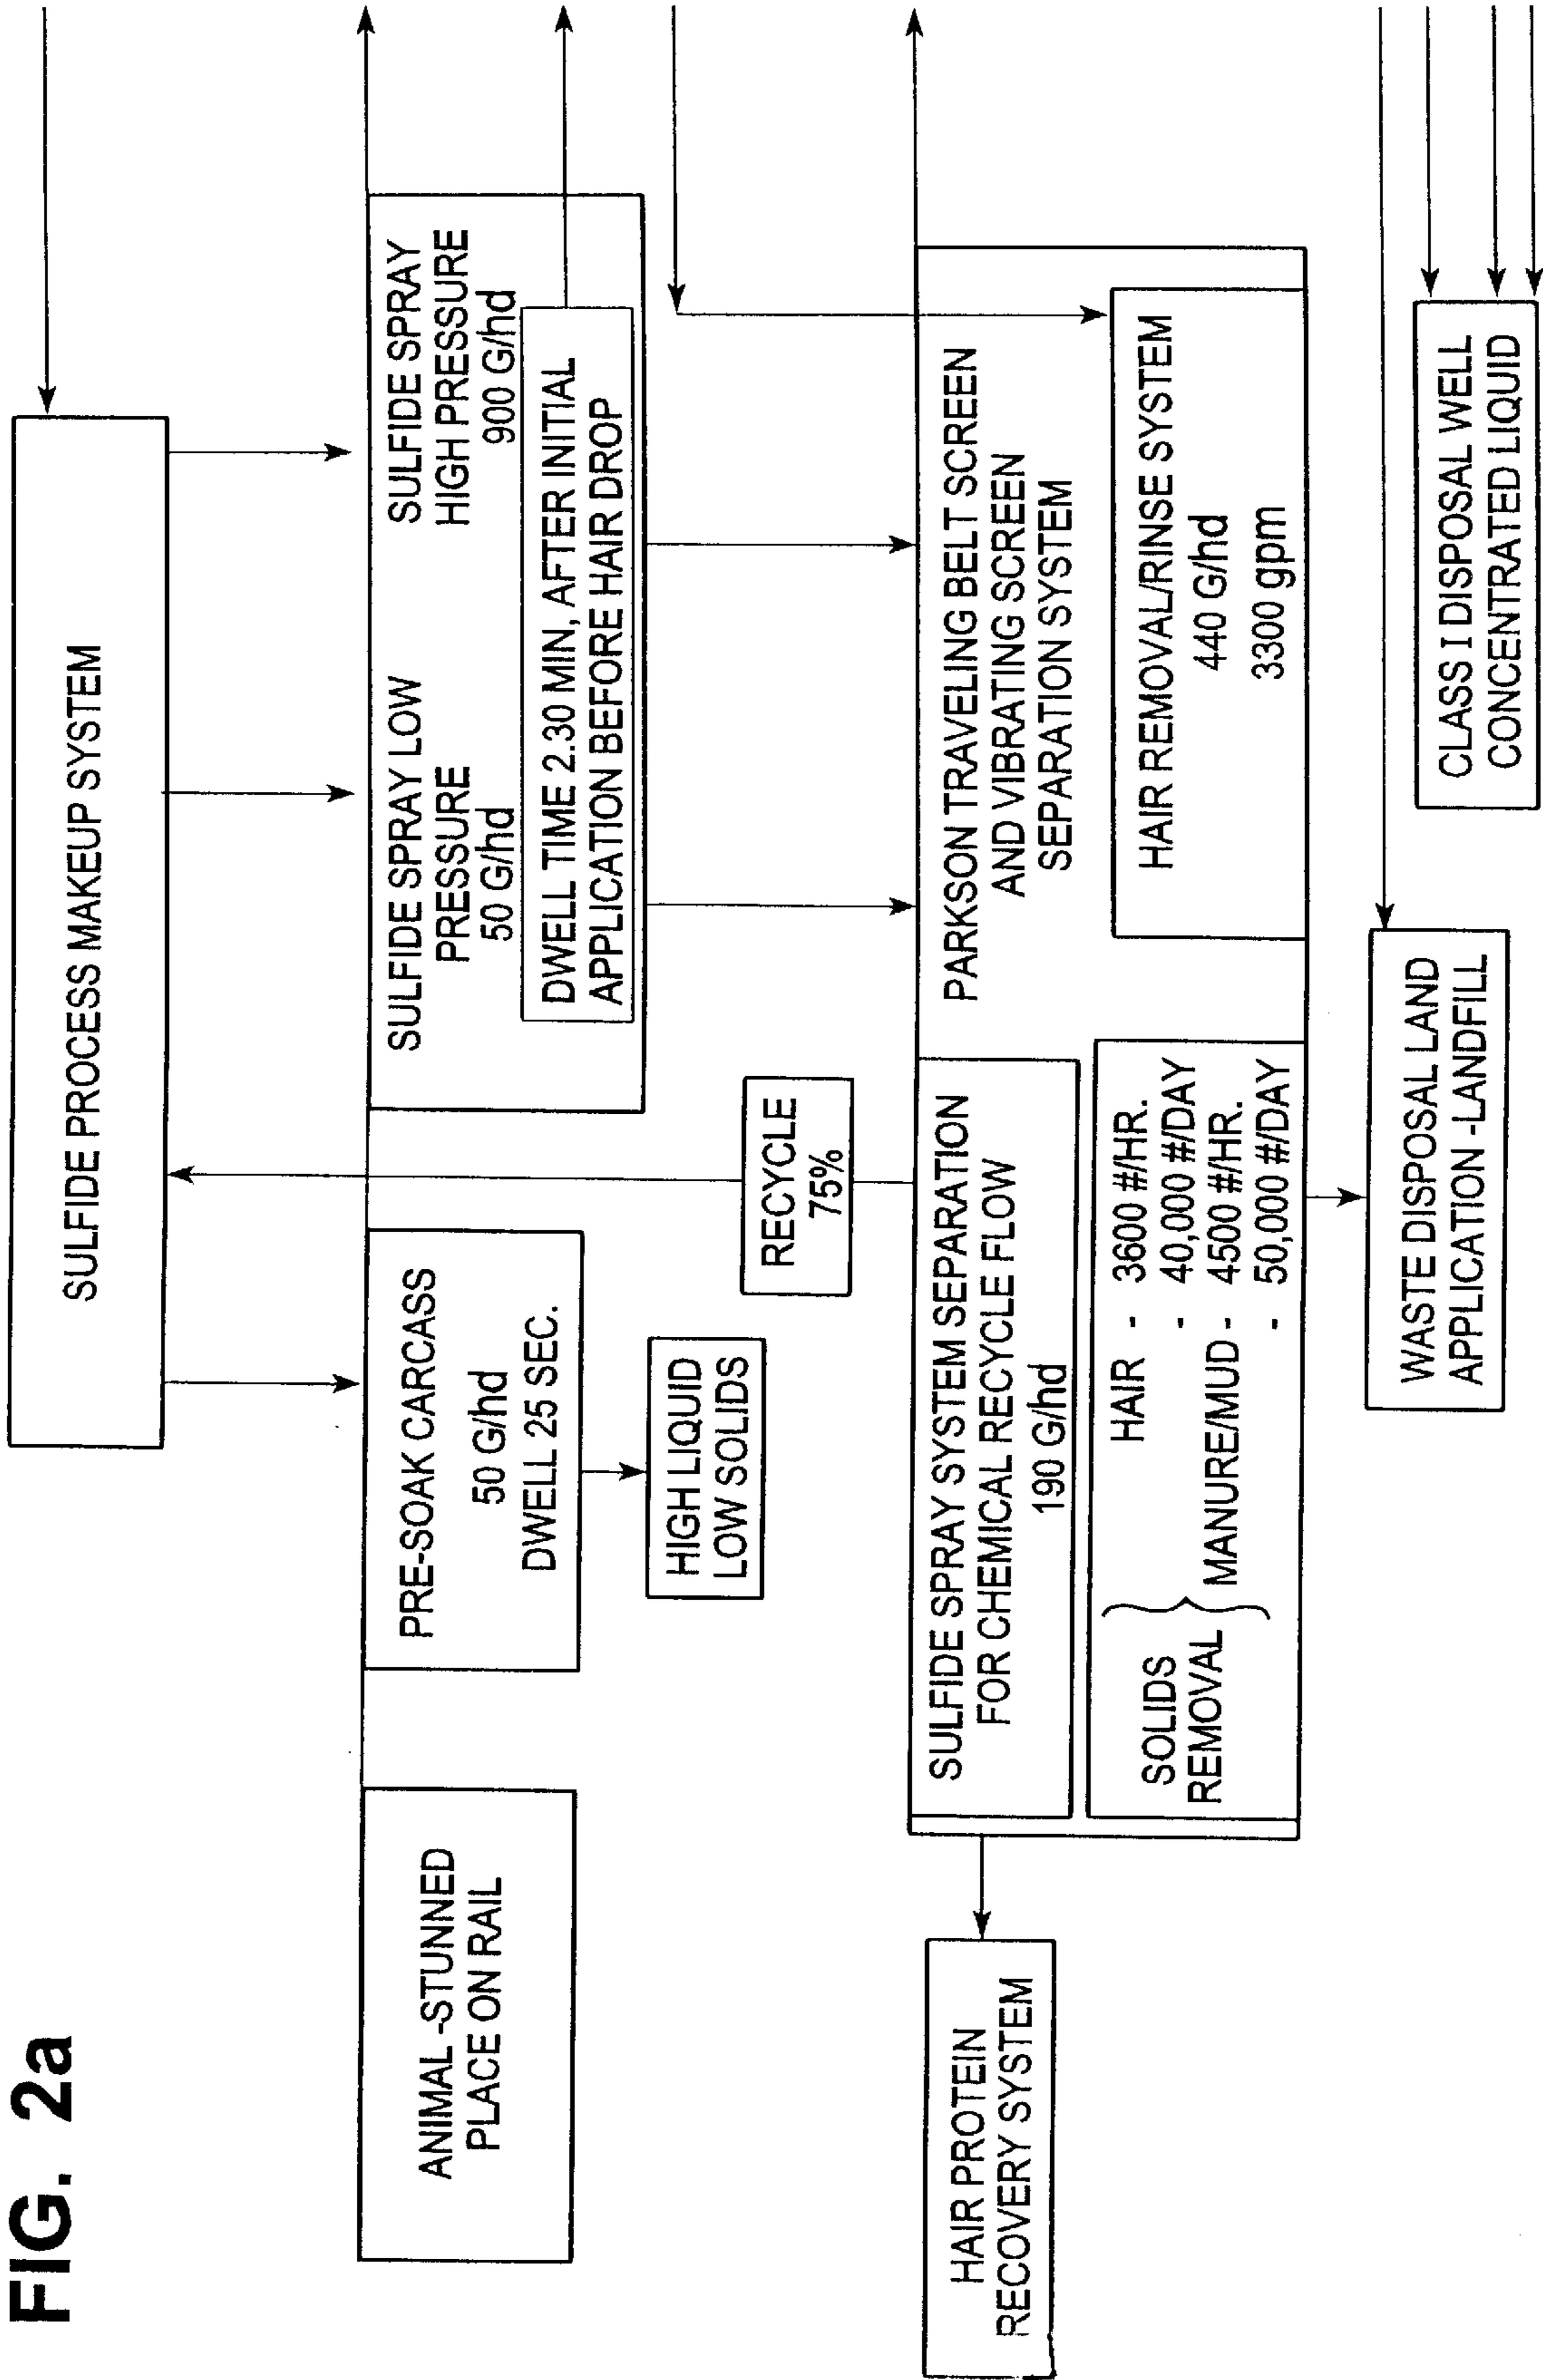 FIG. 2a
SULFIDE PROCESS MAKEUP SYSTEM
ANIMAL -STUNNED
PLACE ON RAIL
PRE-SOAK CARCASS
50 G/hd
DWELL 25 SEC.
HIGH LIQUID
LOW SOLIDS
SULFIDE SPRAY LOW
PRESSURE
50 G/hd
SULFIDE SPRAY
HIGH PRESSURE
900 G/hd
DWELL TIME 2.30 MIN, AFTER INITIAL
APPLICATION BEFORE HAIR DROP
RECYCLE
75%
HAIR PROTEIN
RECOVERY SYSTEM
SULFIDE SPRAY SYSTEM SEPARATION
FOR CHEMICAL RECYCLE FLOW
190 G/hd
SOLIDS
REMOVAL
HAIR - 3600 #/HR.
- 40,000 #/DAY
MANURE/MUD - 4500 #/HR.
- 50,000 #/DAY
PARKSON TRAVELING BELT SCREEN
AND VIBRATING SCREEN
SEPARATION SYSTEM
HAIR REMOVAL/RINSE SYSTEM
440 G/hd
3300 gpm
WASTE DISPOSAL LAND
APPLICATION -LANDFILL
CLASS I DISPOSAL WELL
CONCENTRATED LIQUID